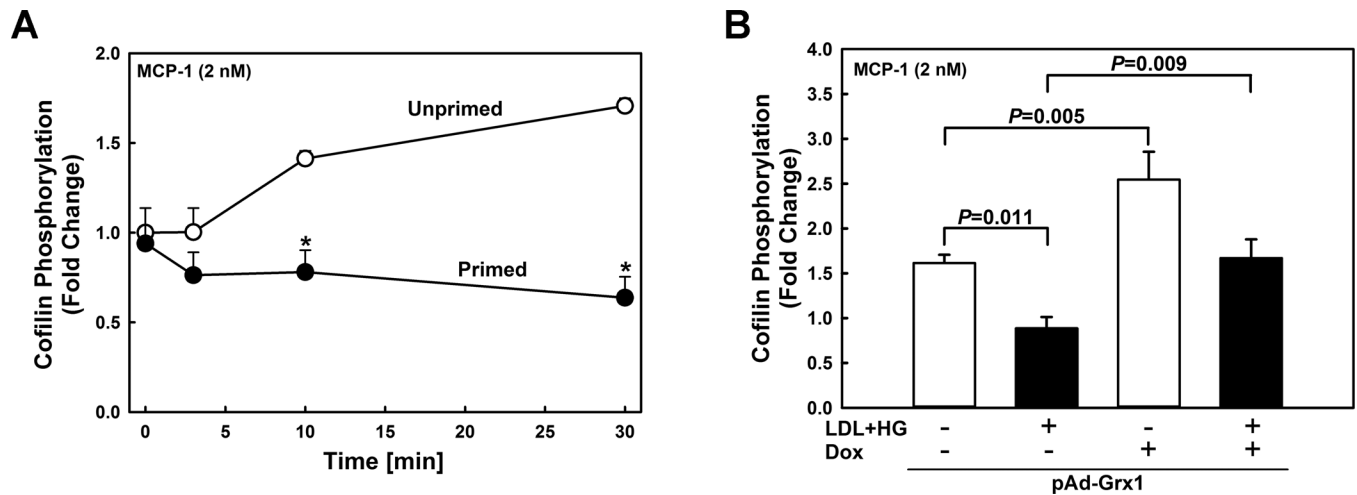 A
Cofilin Phosphorylation
(Fold Change)
2.0
1.5
1.0
0.5
0.0
MCP-1 (2 nM)
Unprimed
*
*
Primed
0 5 10 15 20 25 30
Time [min]
B
Cofilin Phosphorylation
(Fold Change)
4.0
3.5
3.0
2.5
2.0
1.5
1.0
0.5
0.0
MCP-1 (2 nM)
P=0.009
P=0.005
P=0.011
LDL+HG - + - +
Dox - - + +
pAd-Grx1